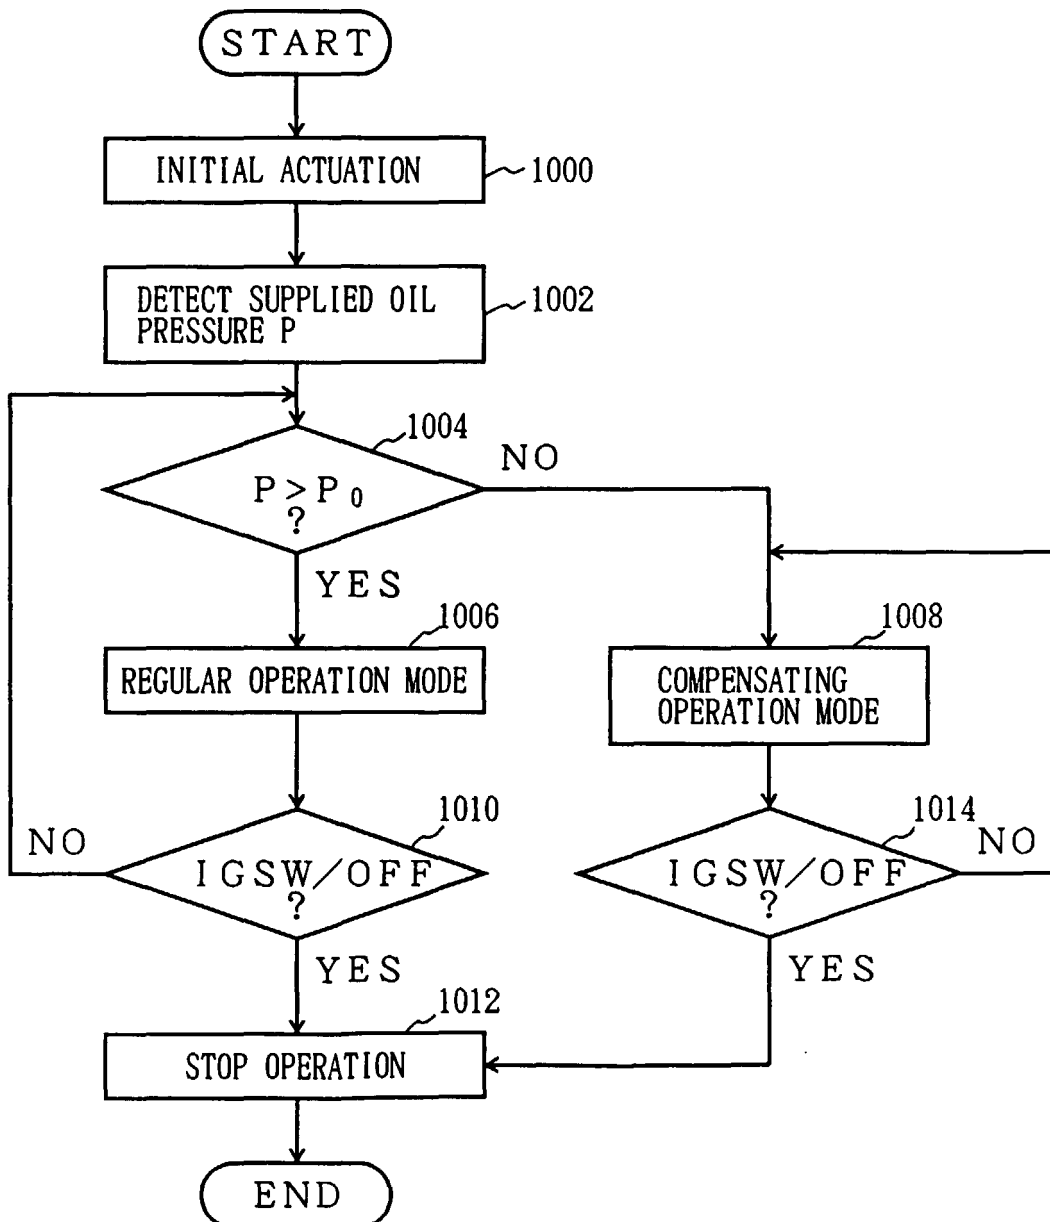 START
INITIAL ACTUATION
1000
DETECT SUPPLIED OIL
PRESSURE P
1002
1004
P>P₀
?
NO
YES
1006
REGULAR OPERATION MODE
1008
COMPENSATING
OPERATION MODE
1010
IGSW/OFF
?
NO
YES
1014
IGSW/OFF
?
NO
YES
1012
STOP OPERATION
END